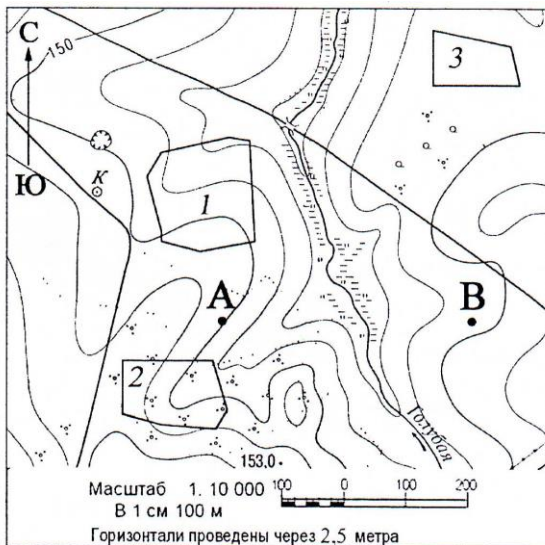 С
150
3
Ю
К
1
А
В
2
Голубая
153,0
Масштаб 1: 10 000
В 1 см 100 м
100 0 100 200
Горизонтали проведены через 2,5 метра